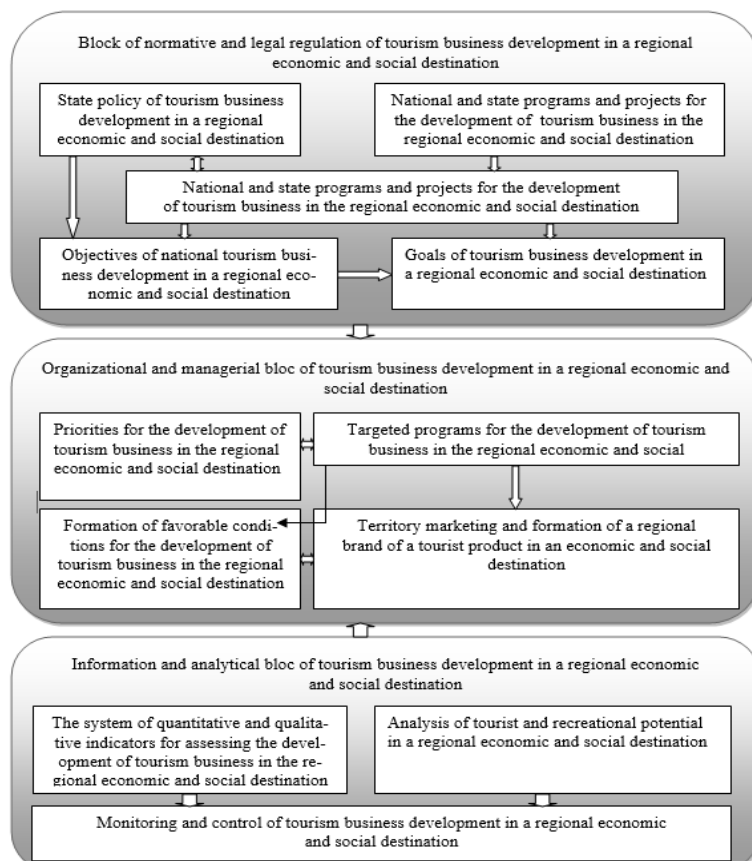 Block of normative and legal regulation of tourism business development in a regional
economic and social destination
State policy of tourism business
development in a regional
economic and social destination
National and state programs and projects for
the development of  tourism business in the
regional economic and social destination
National and state programs and projects for the development
of tourism business in the regional economic and social destination
Objectives of national tourism busi-
ness development in a regional eco-
nomic and social destination
Goals of tourism business development in
a regional economic and social destination
Organizational and managerial bloc of tourism business development in a regional economic and
social destination
Priorities for the development of
tourism business in the regional
economic and social destination
Targeted programs for the development of tourism
business in the regional economic and social
Formation of favorable condi-
tions for the development of
tourism business in the regional
economic and social destination
Territory marketing and formation of a regional
brand of a tourist product in an economic and social
destination
Information and analytical bloc of tourism business development in a regional economic
and social destination
The system of quantitative and qualita-
tive indicators for assessing the devel-
opment of tourism business in the re-
gional economic and social destination
Analysis of tourist and recreational potential
in a regional economic and social destination
Monitoring and control of tourism business development in a regional economic
and social destination